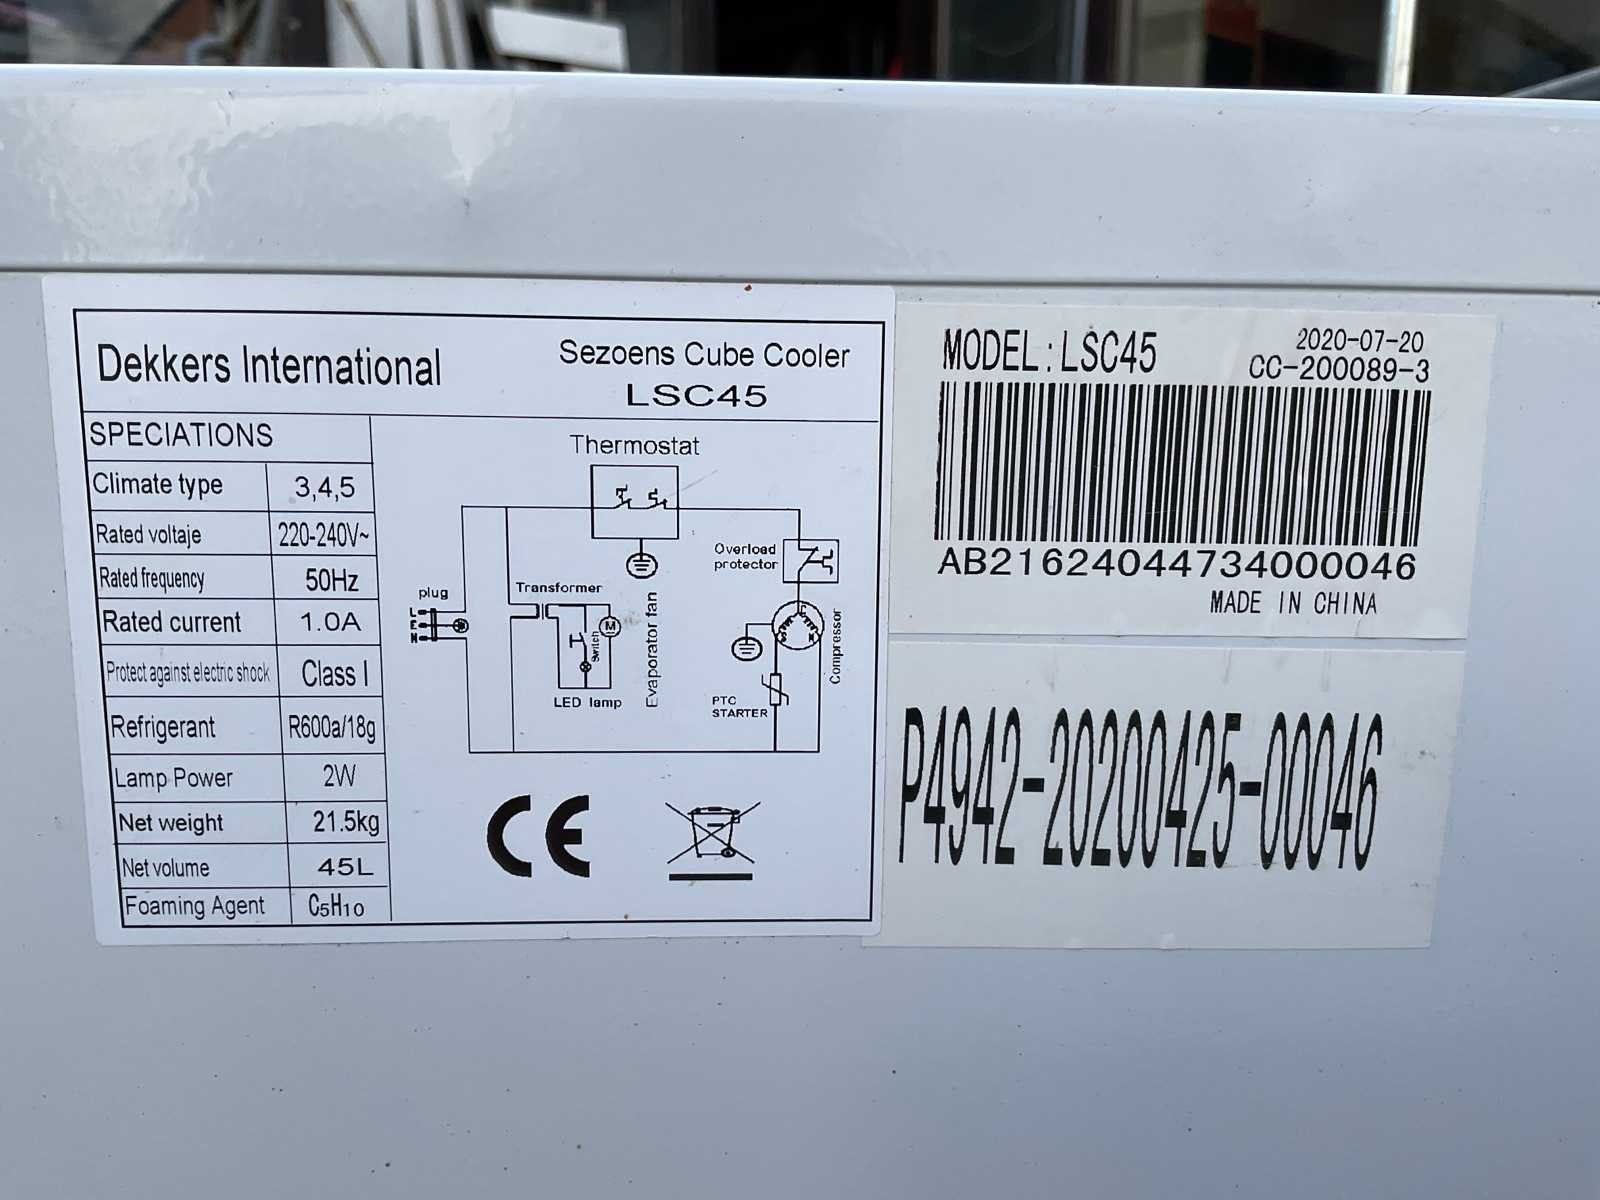 Dekkers International
Sezoens Cube Cooler
LSC45
SPECIATIONS
Climate type 3,4,5
Rated voltaje 220-240V~
Rated frequency 50Hz
Rated current 1.0A
Protect against electric shock Class I
Refrigerant R600a/18g
Lamp Power 2W
Net weight 21.5kg
Net volume 45L
Foaming Agent C5H10
Thermostat
Overload
protector
plug
L
E
N
Transformer
M
Switch
LED lamp
Evaporator fan
Compressor
PTC
STARTER
CE
MODEL:LSC45
2020-07-20
CC-200089-3
AB21624044734000046
MADE IN CHINA
P4942-20200425-00046